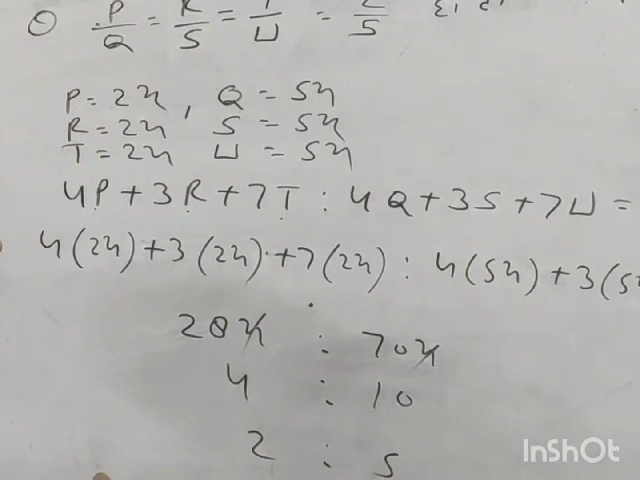 P/Q = R/S = T/U = 2/5
P = 2x, Q = 5x
R = 2x S = 5x
T = 2x U = 5x
4P + 3R + 7T : 4Q + 3S + 7U =
4(2x) + 3(2x) + 7(2x) : 4(5x) + 3(5x
28x : 70x
4 : 10
2 : 5
InShOt